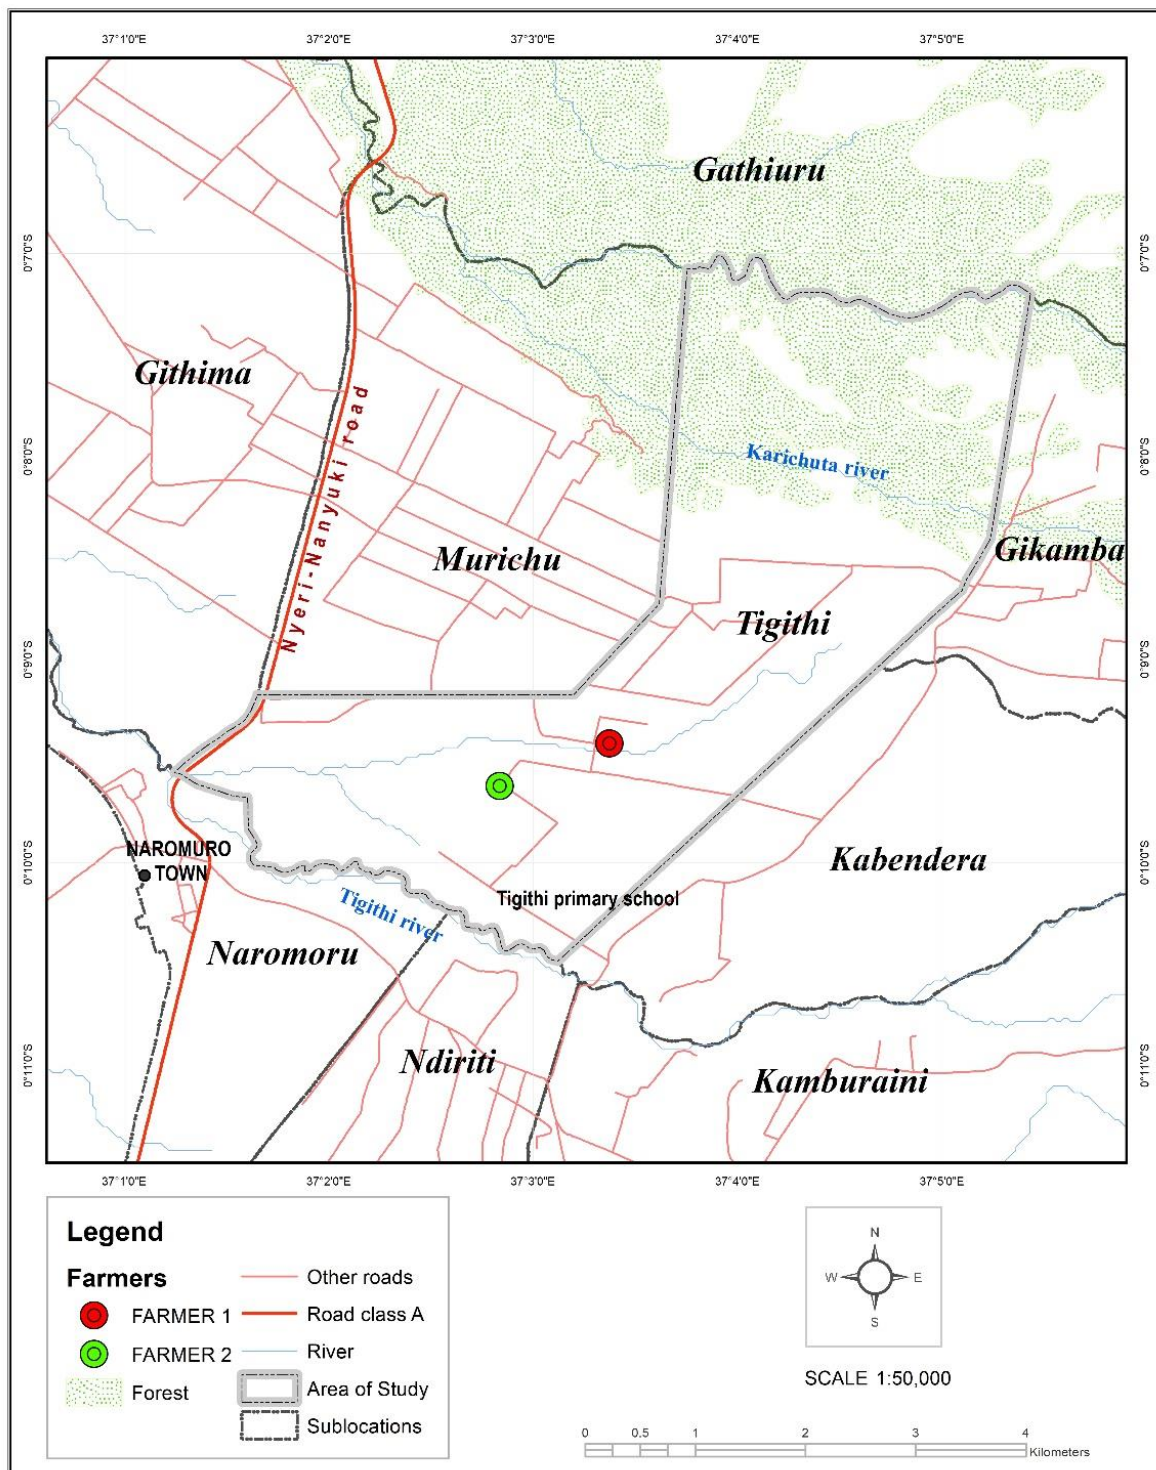 37°1'0"E 37°2'0"E 37°3'0"E 37°4'0"E 37°5'0"E
Gathiuru
0°7'0"S 0°7'0"S
Githima
Nyeri-Nanyuki road
0°8'0"S 0°8'0"S
Karichuta river
Murichu
Gikamba
Tigithi
0°9'0"S 0°9'0"S
NAROMURO
TOWN
Kabendera
0°10'0"S 0°10'0"S
Tigithi primary school
Tigithi river
Naromoru
Ndiriti
Kamburaini
0°11'0"S 0°11'0"S
37°1'0"E 37°2'0"E 37°3'0"E 37°4'0"E 37°5'0"E
Legend
Farmers
FARMER 1
FARMER 2
Forest
Other roads
Road class A
River
Area of Study
Sublocations
N
W E
S
SCALE 1:50,000
0 0.5 1 2 3 4
Kilometers